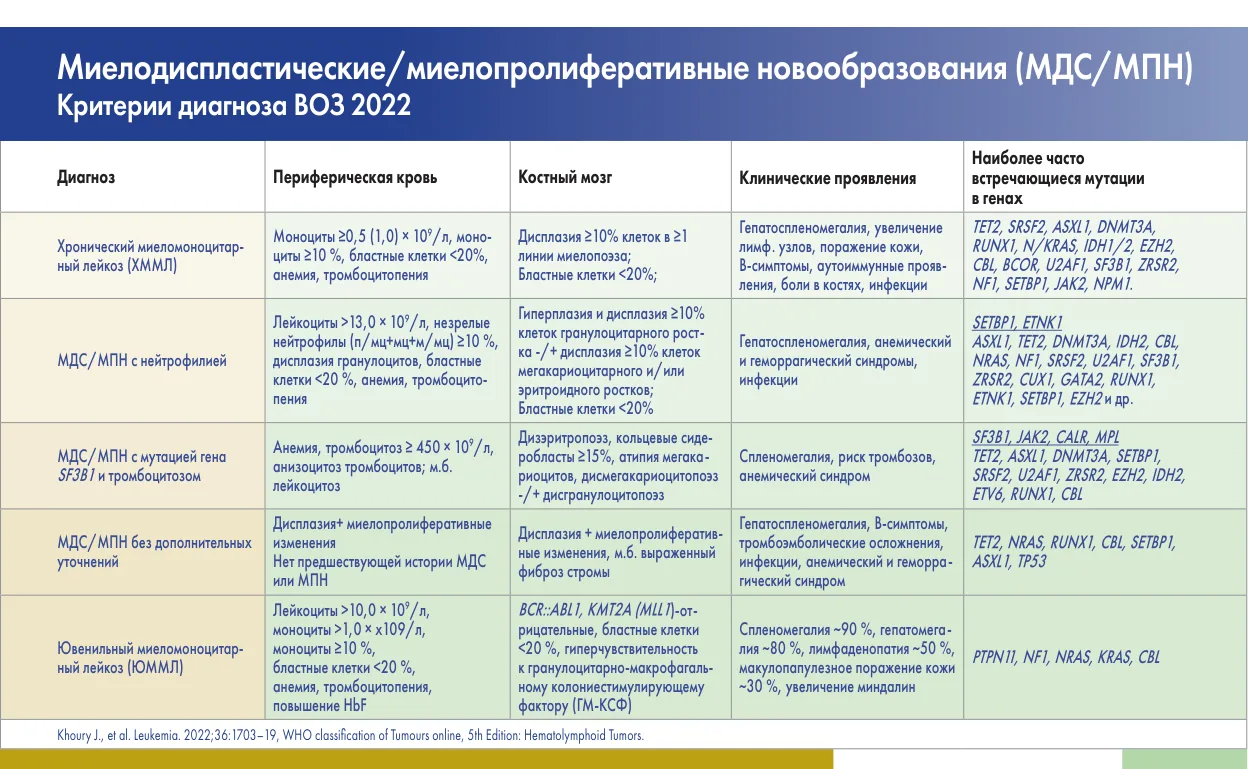 Миелодиспластические/миелопролиферативные новообразования (МДС/МПН)
Критерии диагноза ВОЗ 2022
Диагноз
Периферическая кровь
Костный мозг
Клинические проявления
Наиболее часто
встречающиеся мутации
в генах
Хронический миеломоноцитар-
ный лейкоз (ХММЛ)
Моноциты ≥0,5 (1,0) × 10⁹/л, моно-
циты ≥10 %, бластные клетки <20%,
анемия, тромбоцитопения
Дисплазия ≥10% клеток в ≥1
линии миелопоэза;
Бластные клетки <20%;
Гепатоспленомегалия, увеличение
лимф. узлов, поражение кожи,
В-симптомы, аутоиммунные прояв-
ления, боли в костях, инфекции
TET2, SRSF2, ASXL1, DNMT3A,
RUNX1, N/KRAS, IDH1/2, EZH2,
CBL, BCOR, U2AF1, SF3B1, ZRSR2,
NF1, SETBP1, JAK2, NPM1.
МДС/МПН с нейтрофилией
Лейкоциты >13,0 × 10⁹/л, незрелые
нейтрофилы (п/мц+мц+м/мц) ≥10 %,
дисплазия гранулоцитов, бластные
клетки <20 %, анемия, тромбоцито-
пения
Гиперплазия и дисплазия ≥10%
клеток гранулоцитарного рост-
ка -/+ дисплазия ≥10% клеток
мегакариоцитарного и/или
эритроидного ростков;
Бластные клетки <20%
Гепатоспленомегалия, анемический
и геморрагический синдромы,
инфекции
SETBP1, ETNK1
ASXL1, TET2, DNMT3A, IDH2, CBL,
NRAS, NF1, SRSF2, U2AF1, SF3B1,
ZRSR2, CUX1, GATA2, RUNX1,
ETNK1, SETBP1, EZH2 и др.
МДС/МПН с мутацией гена
SF3B1 и тромбоцитозом
Анемия, тромбоцитоз ≥ 450 × 10⁹/л,
анизоцитоз тромбоцитов; м.б.
лейкоцитоз
Дизэритропоэз, кольцевые сиде-
робласты ≥15%, атипия мегака-
риоцитов, дисмегакариоцитопоэз
-/+ дисгранулоцитопоэз
Спленомегалия, риск тромбозов,
анемический синдром
SF3B1, JAK2, CALR, MPL
TET2, ASXL1, DNMT3A, SETBP1,
SRSF2, U2AF1, ZRSR2, EZH2, IDH2,
ETV6, RUNX1, CBL
МДС/МПН без дополнительных
уточнений
Дисплазия+ миелопролиферативные
изменения
Нет предшествующей истории МДС
или МПН
Дисплазия + миелопролифератив-
ные изменения, м.б. выраженный
фиброз стромы
Гепатоспленомегалия, В-симптомы,
тромбоэмболические осложнения,
инфекции, анемический и геморра-
гический синдром
TET2, NRAS, RUNX1, CBL, SETBP1,
ASXL1, TP53
Ювенильный миеломоноцитар-
ный лейкоз (ЮММЛ)
Лейкоциты >10,0 × 10⁹/л,
моноциты >1,0 × х109/л,
моноциты ≥10 %,
бластные клетки <20 %,
анемия, тромбоцитопения,
повышение HbF
BCR::ABL1, KMT2A (MLL1)-от-
рицательные, бластные клетки
<20 %, гиперчувствительность
к гранулоцитарно-макрофагаль-
ному колониестимулирующему
фактору (ГМ-КСФ)
Спленомегалия ~90 %, гепатомега-
лия ~80 %, лимфаденопатия ~50 %,
макулопапулезное поражение кожи
~30 %, увеличение миндалин
PTPN11, NF1, NRAS, KRAS, CBL
Khoury J., et al. Leukemia. 2022;36:1703–19, WHO classification of Tumours online, 5th Edition: Hematolymphoid Tumors.